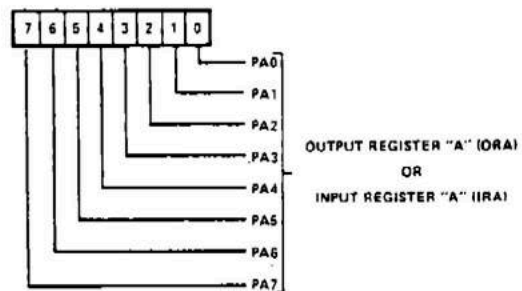 7 6 5 4 3 2 1 0
PA0
PA1
PA2
PA3
PA4
PA5
PA6
PA7
OUTPUT REGISTER "A" (ORA)
OR
INPUT REGISTER "A" (IRA)